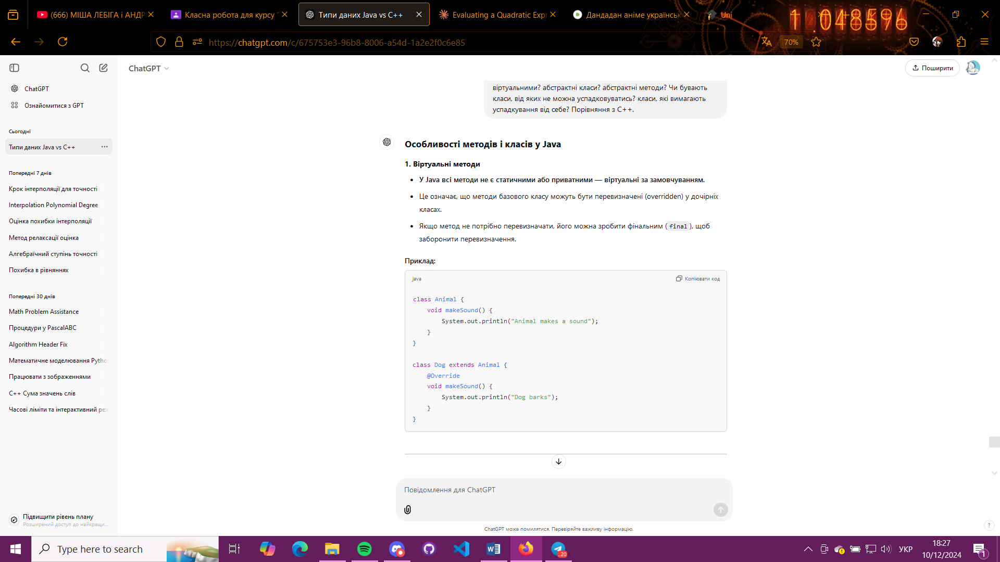 (666) МІША ЛЕБІГА і АНДР
Класна робота для курсу "
Типи даних Java vs C++
Evaluating a Quadratic Expr
Дандадан аніме українськ
Uni
1.048596
https://chatgpt.com/c/675753e3-96b8-8006-a54d-1a2e2f0c6e85
70%
ChatGPT
Поширити
ChatGPT
Ознайомитися з GPT
Сьогодні
Типи даних Java vs C++
Попередні 7 днів
Крок інтерполяції для точності
Interpolation Polynomial Degree
Оцінка похибки інтерполяції
Метод релаксації оцінка
Алгебраїчний ступінь точності
Похибка в рівняннях
Попередні 30 днів
Math Problem Assistance
Процедури у PascalABC
Algorithm Header Fix
Математичне моделювання Pytho
Працювати з зображеннями
C++ Сума значень слів
Часові ліміти та інтерактивний реж
Підвищити рівень плану
Розширений доступ до найкращи...
віртуальними? абстрактні класи? абстрактні методи? Чи бувають
класи, від яких не можна успадковуватись? класи, які вимагають
успадкування від себе? Порівняння з C++.
Особливості методів і класів у Java
1. Віртуальні методи
• У Java всі методи не є статичними або приватними — віртуальні за замовчуванням.
• Це означає, що методи базового класу можуть бути перевизначені (overridden) у дочірніх
класах.
• Якщо метод не потрібно перевизначати, його можна зробити фінальним (final), щоб
заборонити перевизначення.
Приклад:
java
Копіювати код
class Animal {
void makeSound() {
System.out.println("Animal makes a sound");
}
}
class Dog extends Animal {
@Override
void makeSound() {
System.out.println("Dog barks");
}
}
Повідомлення для ChatGPT
ChatGPT може помилятися. Перевіряйте важливу інформацію.
?
Type here to search
..20
УКР
18:27
10/12/2024
1